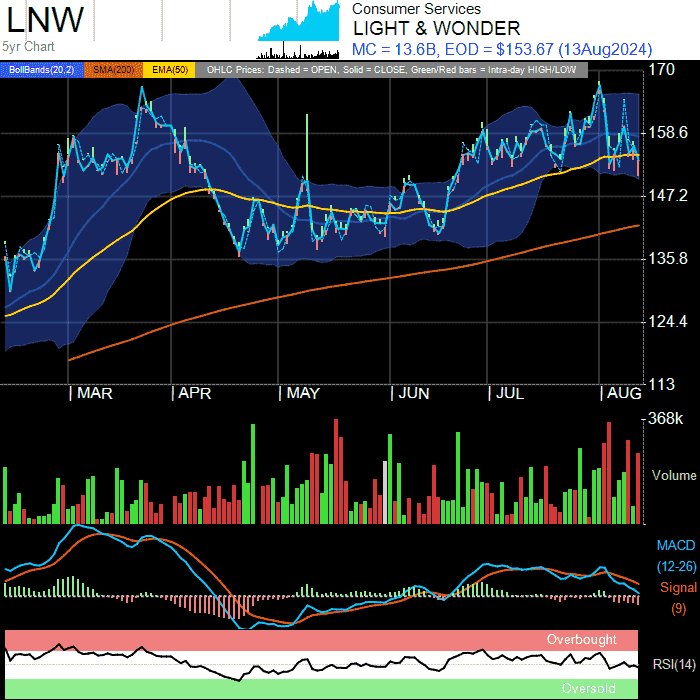 LNW
5yr Chart
Consumer Services
LIGHT & WONDER
MC = 13.6B, EOD = $153.67 (13Aug2024)
BollBands(20,2) SMA(200) EMA(50) OHLC Prices: Dashed = OPEN, Solid = CLOSE, Green/Red bars = Intra-day HIGH/LOW
170
158.6
147.2
135.8
124.4
113
MAR APR MAY JUN JUL AUG
368k
Volume
MACD
(12-26)
Signal
(9)
Overbought
RSI(14)
Oversold